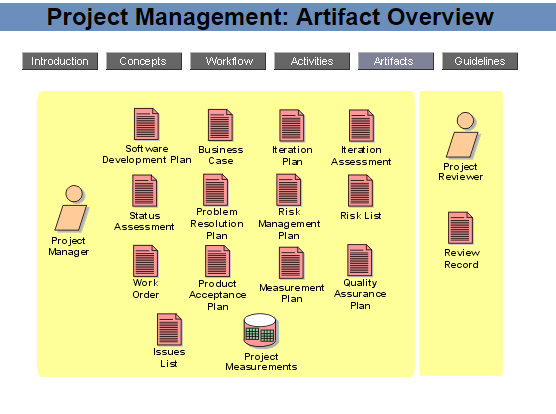 Project Management: Artifact Overview
Introduction
Concepts
Workflow
Activities
Artifacts
Guidelines
Software
Development Plan
Business
Case
Iteration
Plan
Iteration
Assessment
Project
Reviewer
Status
Assessment
Problem
Resolution
Plan
Risk
Management
Plan
Risk List
Project
Manager
Review
Record
Work
Order
Product
Acceptance
Plan
Measurement
Plan
Quality
Assurance
Plan
Issues
List
Project
Measurements